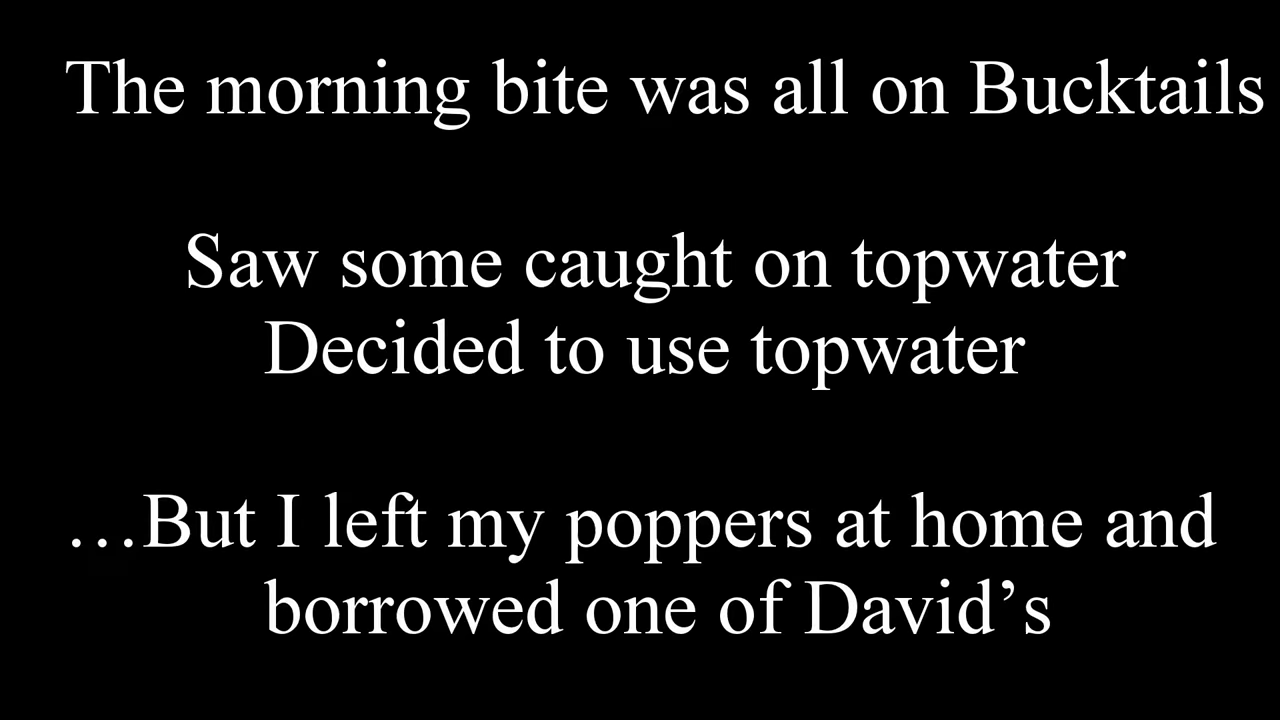 The morning bite was all on Bucktails
Saw some caught on topwater
Decided to use topwater
…But I left my poppers at home and
borrowed one of David’s